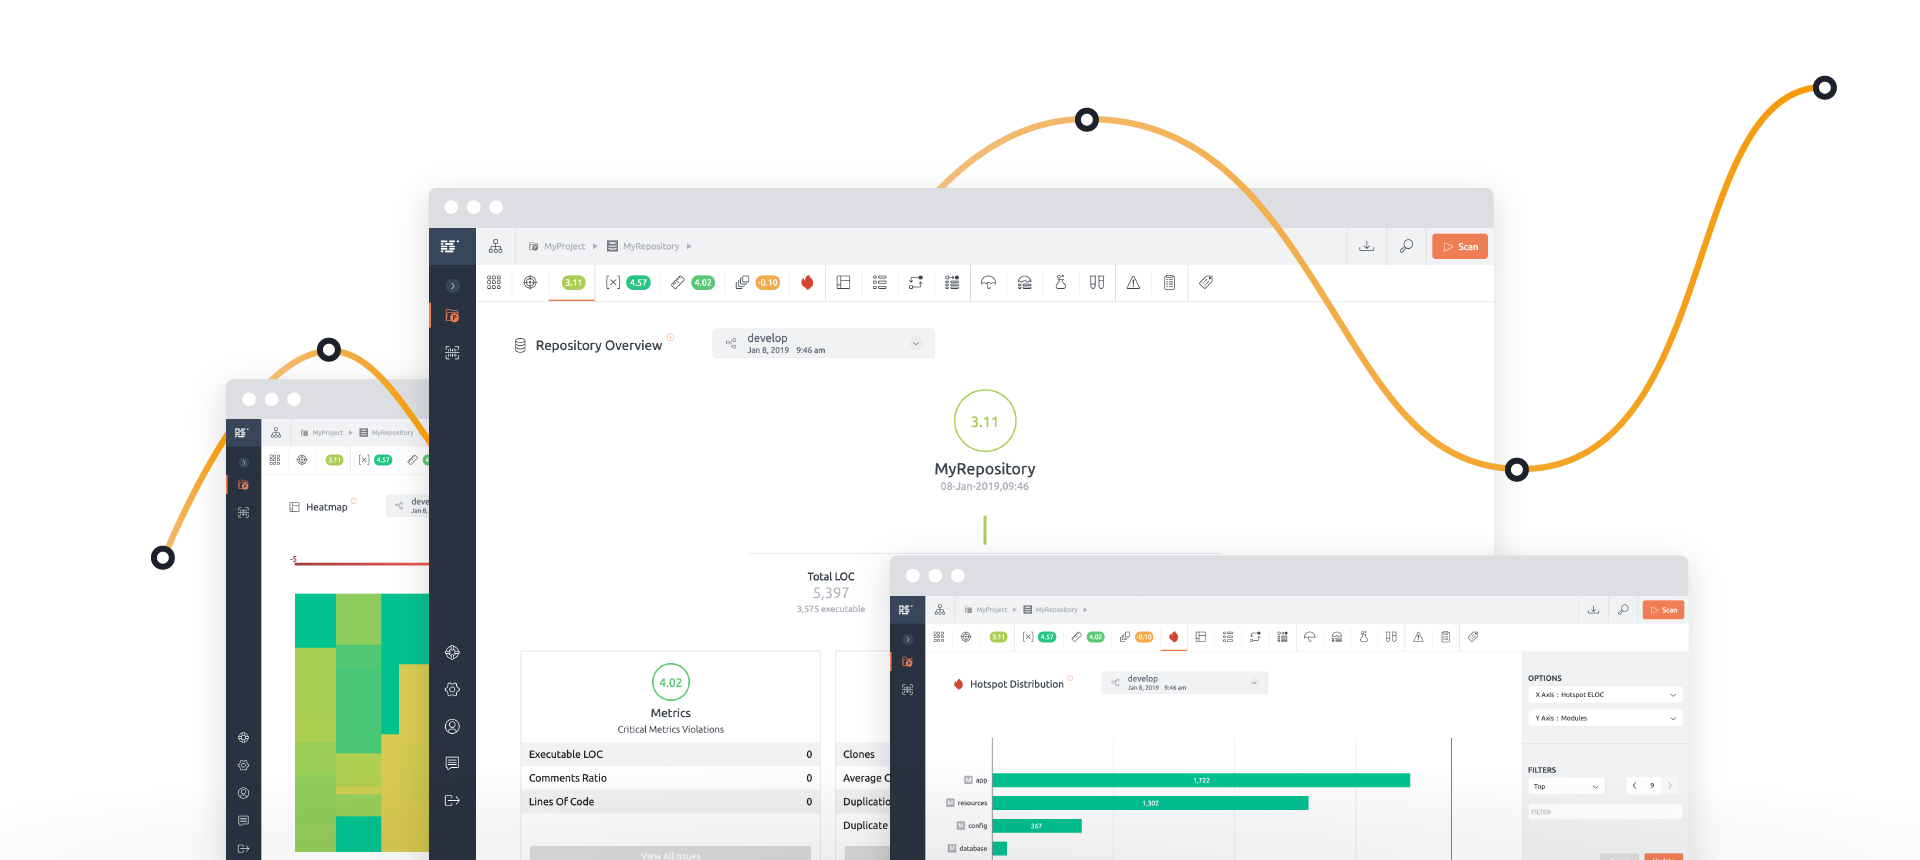 MyProject
MyRepository
Scan
3.11
4.57
4.02
-0.10
Repository Overview
develop
Jan 8, 2019 9:46 am
3.11
MyRepository
08-Jan-2019,09:46
Total LOC
5,397
3,575 executable
4.02
Metrics
Critical Metrics Violations
Executable LOC 0
Comments Ratio 0
Lines Of Code 0
View All Issues
Clones
Average C
Duplicatio
Duplicate
MyProject
MyRepository
3.11
4.57
4
Heatmap
deve
Jan 8,
-5
MyProject
MyRepository
Scan
3.11
4.57
4.02
-0.10
Hotspot Distribution
develop
Jan 8, 2019 9:46 am
M app 1,722
M resources 1,302
M config 367
M database
OPTIONS
X Axis : Hotspot ELOC
Y Axis : Modules
FILTERS
Top
9
FILTER